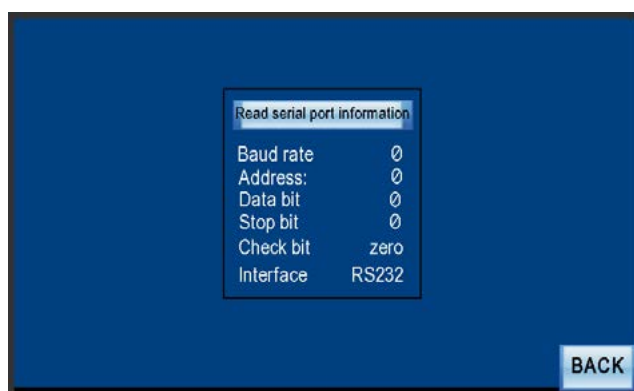 Read serial port information
Baud rate 0
Address: 0
Data bit 0
Stop bit 0
Check bit zero
Interface RS232
BACK